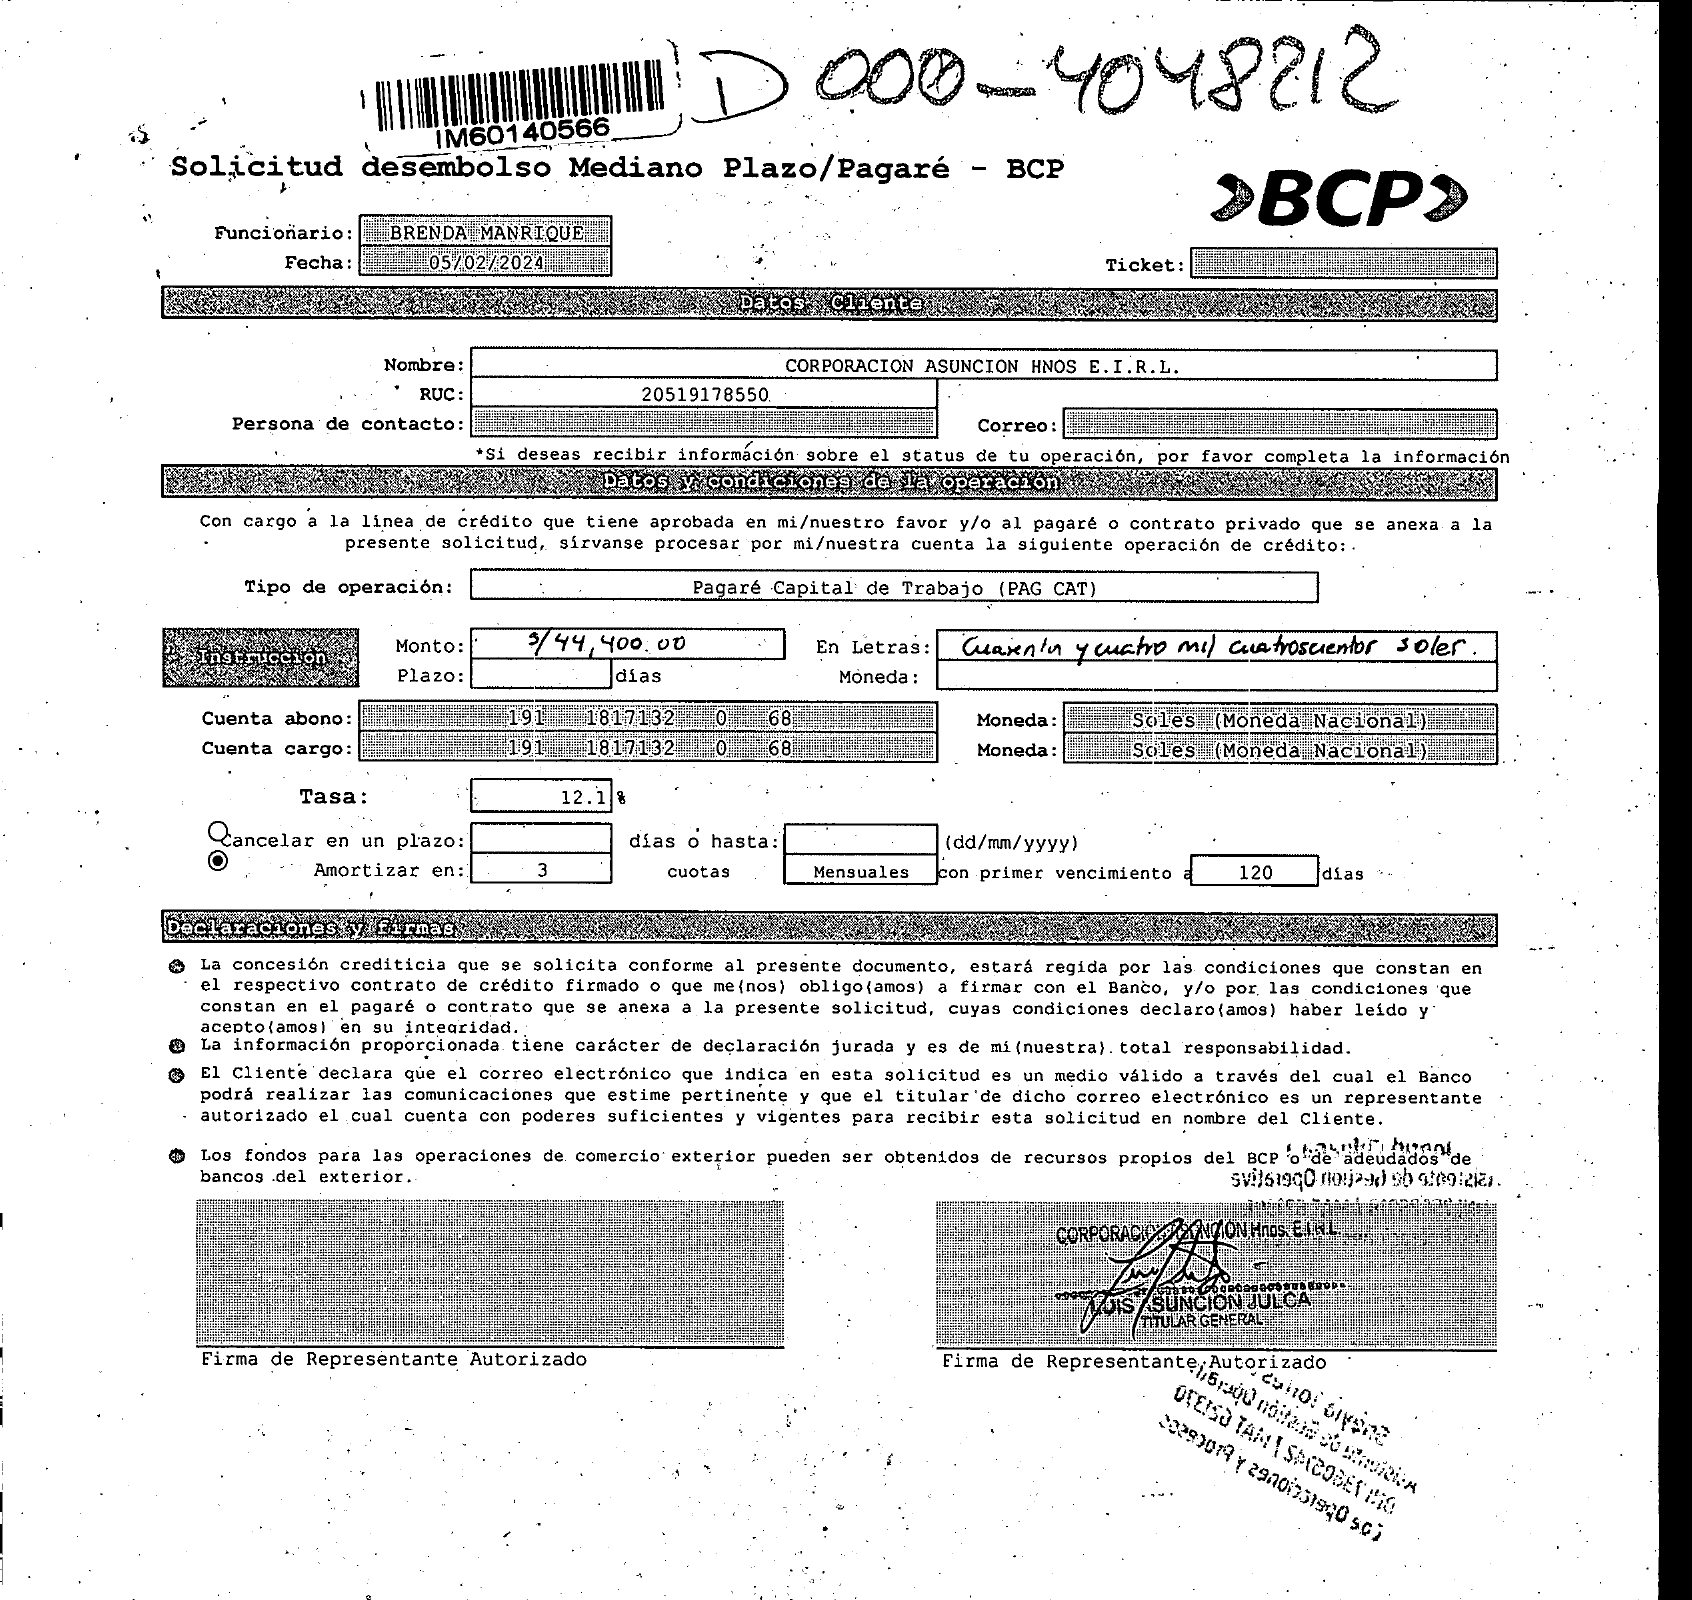 D 000-4048212
IM60140566
Solicitud desembolso Mediano Plazo/Pagaré - BCP
BCP
Funcionario: BRENDA MANRIQUE
Fecha: 05/02/2024
Ticket:
Datos Cliente
Nombre: CORPORACION ASUNCION HNOS E.I.R.L.
RUC: 20519178550
Persona de contacto: Correo:
*Si deseas recibir información sobre el status de tu operación, por favor completa la información
Datos y condiciones de la operación
Con cargo a la línea de crédito que tiene aprobada en mi/nuestro favor y/o al pagaré o contrato privado que se anexa a la
presente solicitud, sírvanse procesar por mi/nuestra cuenta la siguiente operación de crédito:
Tipo de operación: Pagaré Capital de Trabajo (PAG CAT)
Instrucción
Monto: S/44,400.00 En Letras: Cuarenta y cuatro mil cuatroscientos soles.
Plazo: días Moneda:
Cuenta abono: 191 1817132 0 68 Moneda: Soles (Moneda Nacional)
Cuenta cargo: 191 1817132 0 68 Moneda: Soles (Moneda Nacional)
Tasa: 12.1 %
Cancelar en un plazo: días ó hasta: (dd/mm/yyyy)
Amortizar en: 3 cuotas Mensuales con primer vencimiento a 120 días
Declaraciones y firmas
La concesión crediticia que se solicita conforme al presente documento, estará regida por las condiciones que constan en
el respectivo contrato de crédito firmado o que me(nos) obligo(amos) a firmar con el Banco, y/o por las condiciones que
constan en el pagaré o contrato que se anexa a la presente solicitud, cuyas condiciones declaro(amos) haber leído y
acepto(amos) en su integridad.
La información proporcionada tiene carácter de declaración jurada y es de mi(nuestra) total responsabilidad.
El Cliente declara que el correo electrónico que indica en esta solicitud es un medio válido a través del cual el Banco
podrá realizar las comunicaciones que estime pertinente y que el titular de dicho correo electrónico es un representante
autorizado el cual cuenta con poderes suficientes y vigentes para recibir esta solicitud en nombre del Cliente.
Los fondos para las operaciones de comercio exterior pueden ser obtenidos de recursos propios del BCP o de adeudados de
bancos del exterior.
CORPORACION ASUNCION Hnos. E.I.R.L.
LUIS ASUNCION JULCA
TITULAR GENERAL
Firma de Representante Autorizado
Firma de Representante Autorizado